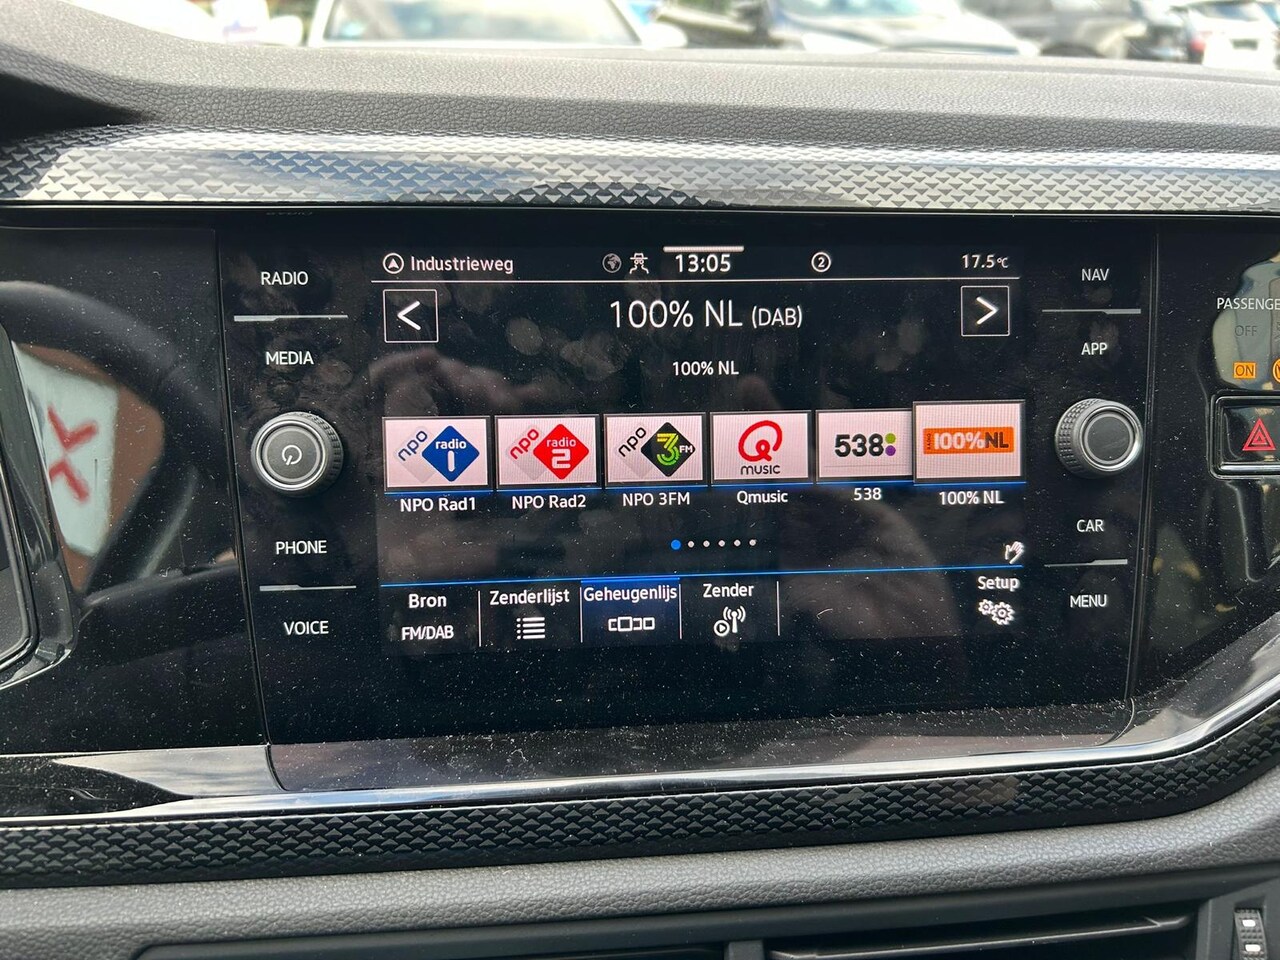 RADIO
MEDIA
PHONE
VOICE
Industrieweg
13:05
2
17.5°C
<
100% NL (DAB)
>
100% NL
npo radio 1
npo radio 2
npo 3FM
Q MUSIC
538
100%NL
NPO Rad1
NPO Rad2
NPO 3FM
Qmusic
538
100% NL
Bron
FM/DAB
Zenderlijst
Geheugenlijs
Zender
Setup
NAV
APP
CAR
MENU
PASSENGE
OFF
ON